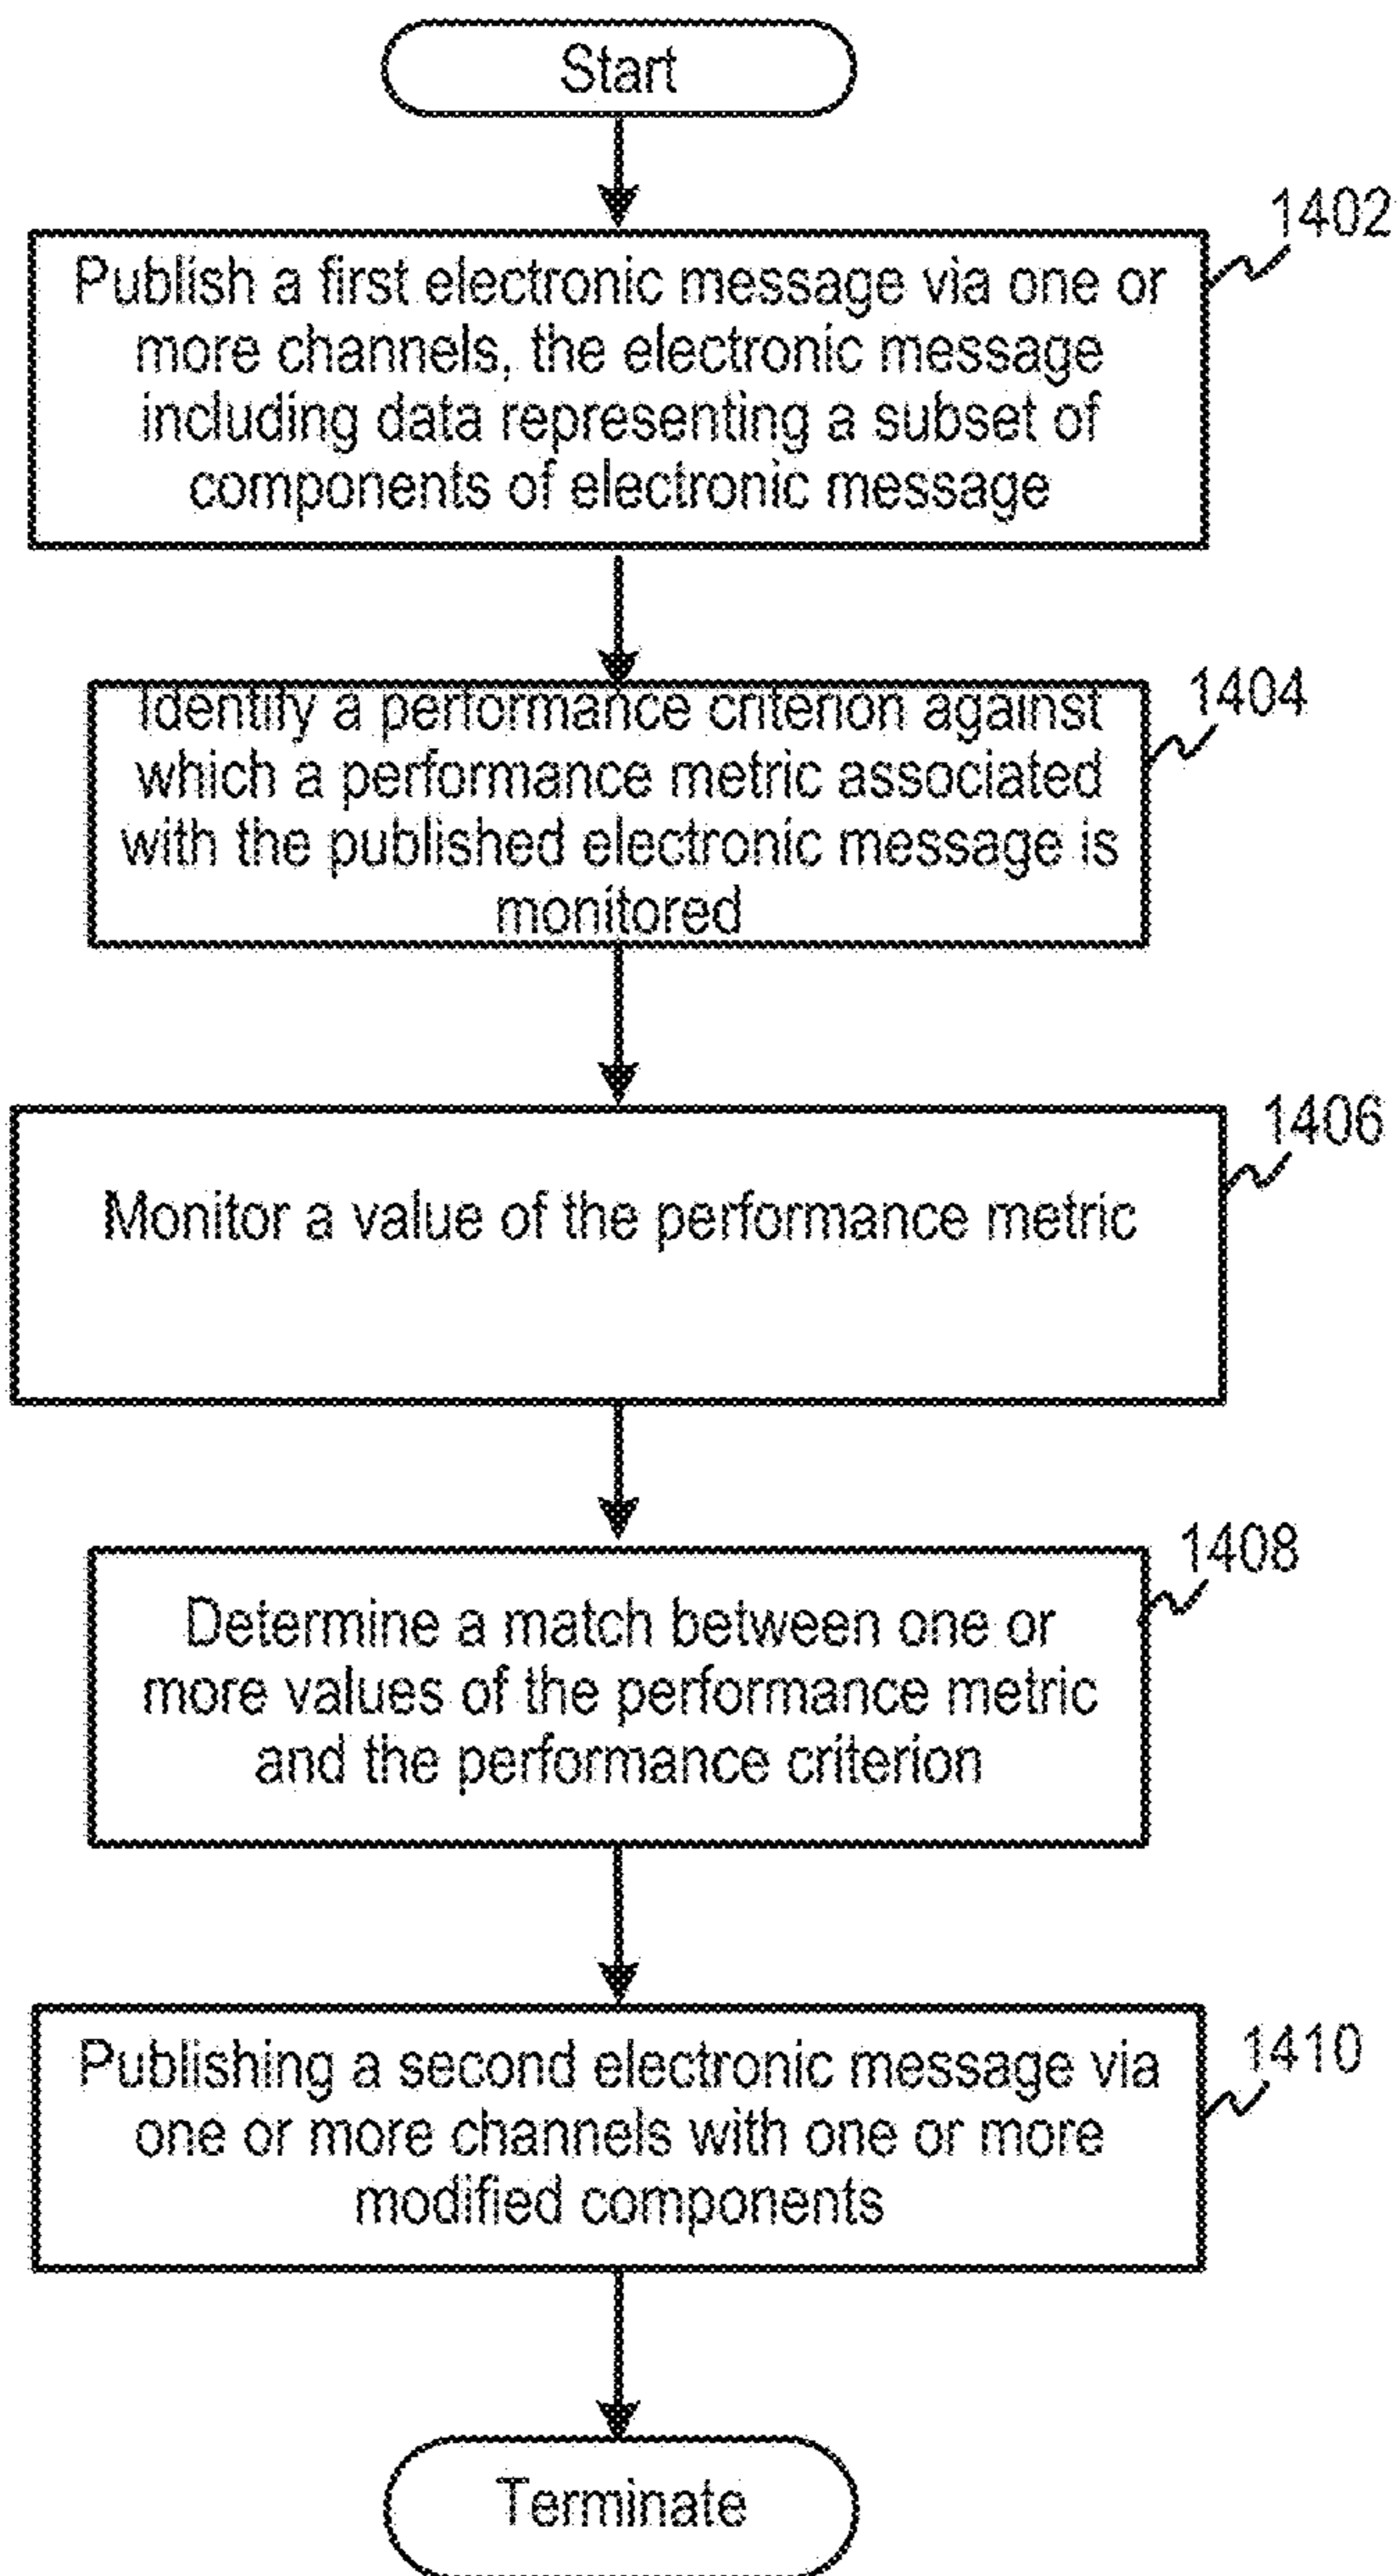 Start
1402
Publish a first electronic message via one or
more channels, the electronic message
including data representing a subset of
components of electronic message
1404
Identify a performance criterion against
which a performance metric associated
with the published electronic message is
monitored
1406
Monitor a value of the performance metric
1408
Determine a match between one or
more values of the performance metric
and the performance criterion
1410
Publishing a second electronic message via
one or more channels with one or more
modified components
Terminate